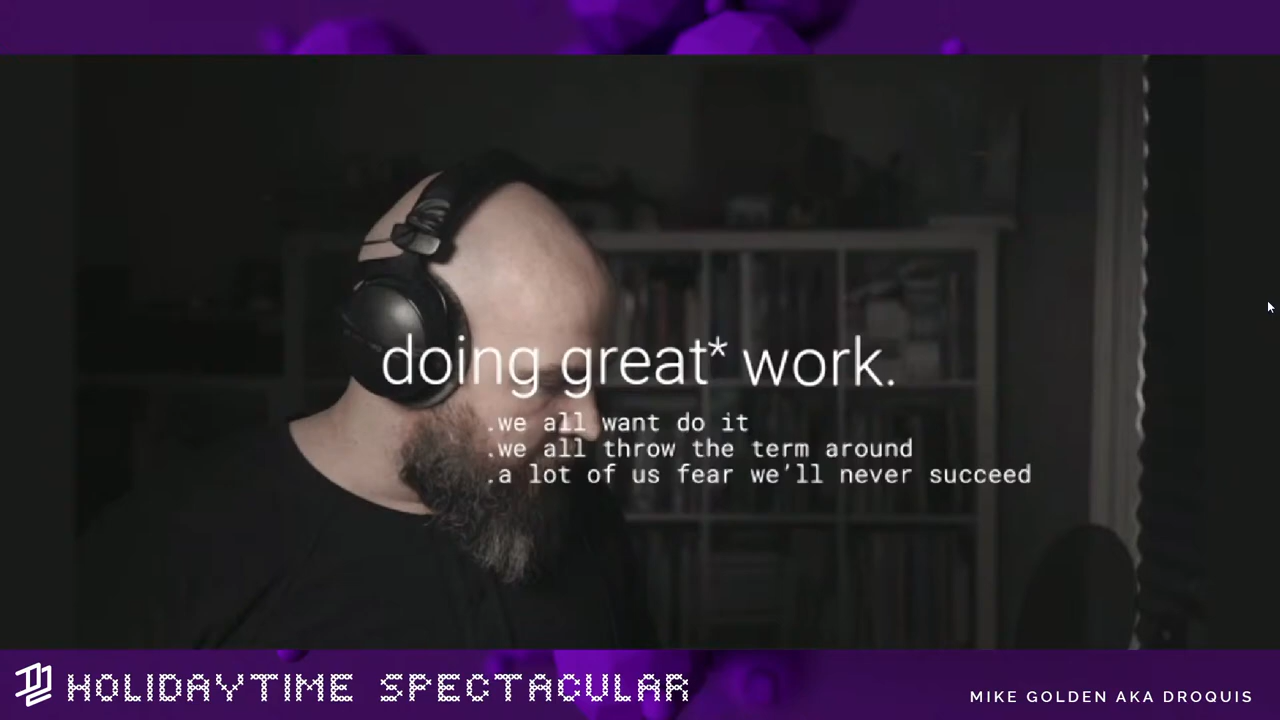 doing great* work.
.we all want do it
.we all throw the term around
.a lot of us fear we'll never succeed
HOLIDAYTIME SPECTACULAR
MIKE GOLDEN AKA DROQUIS